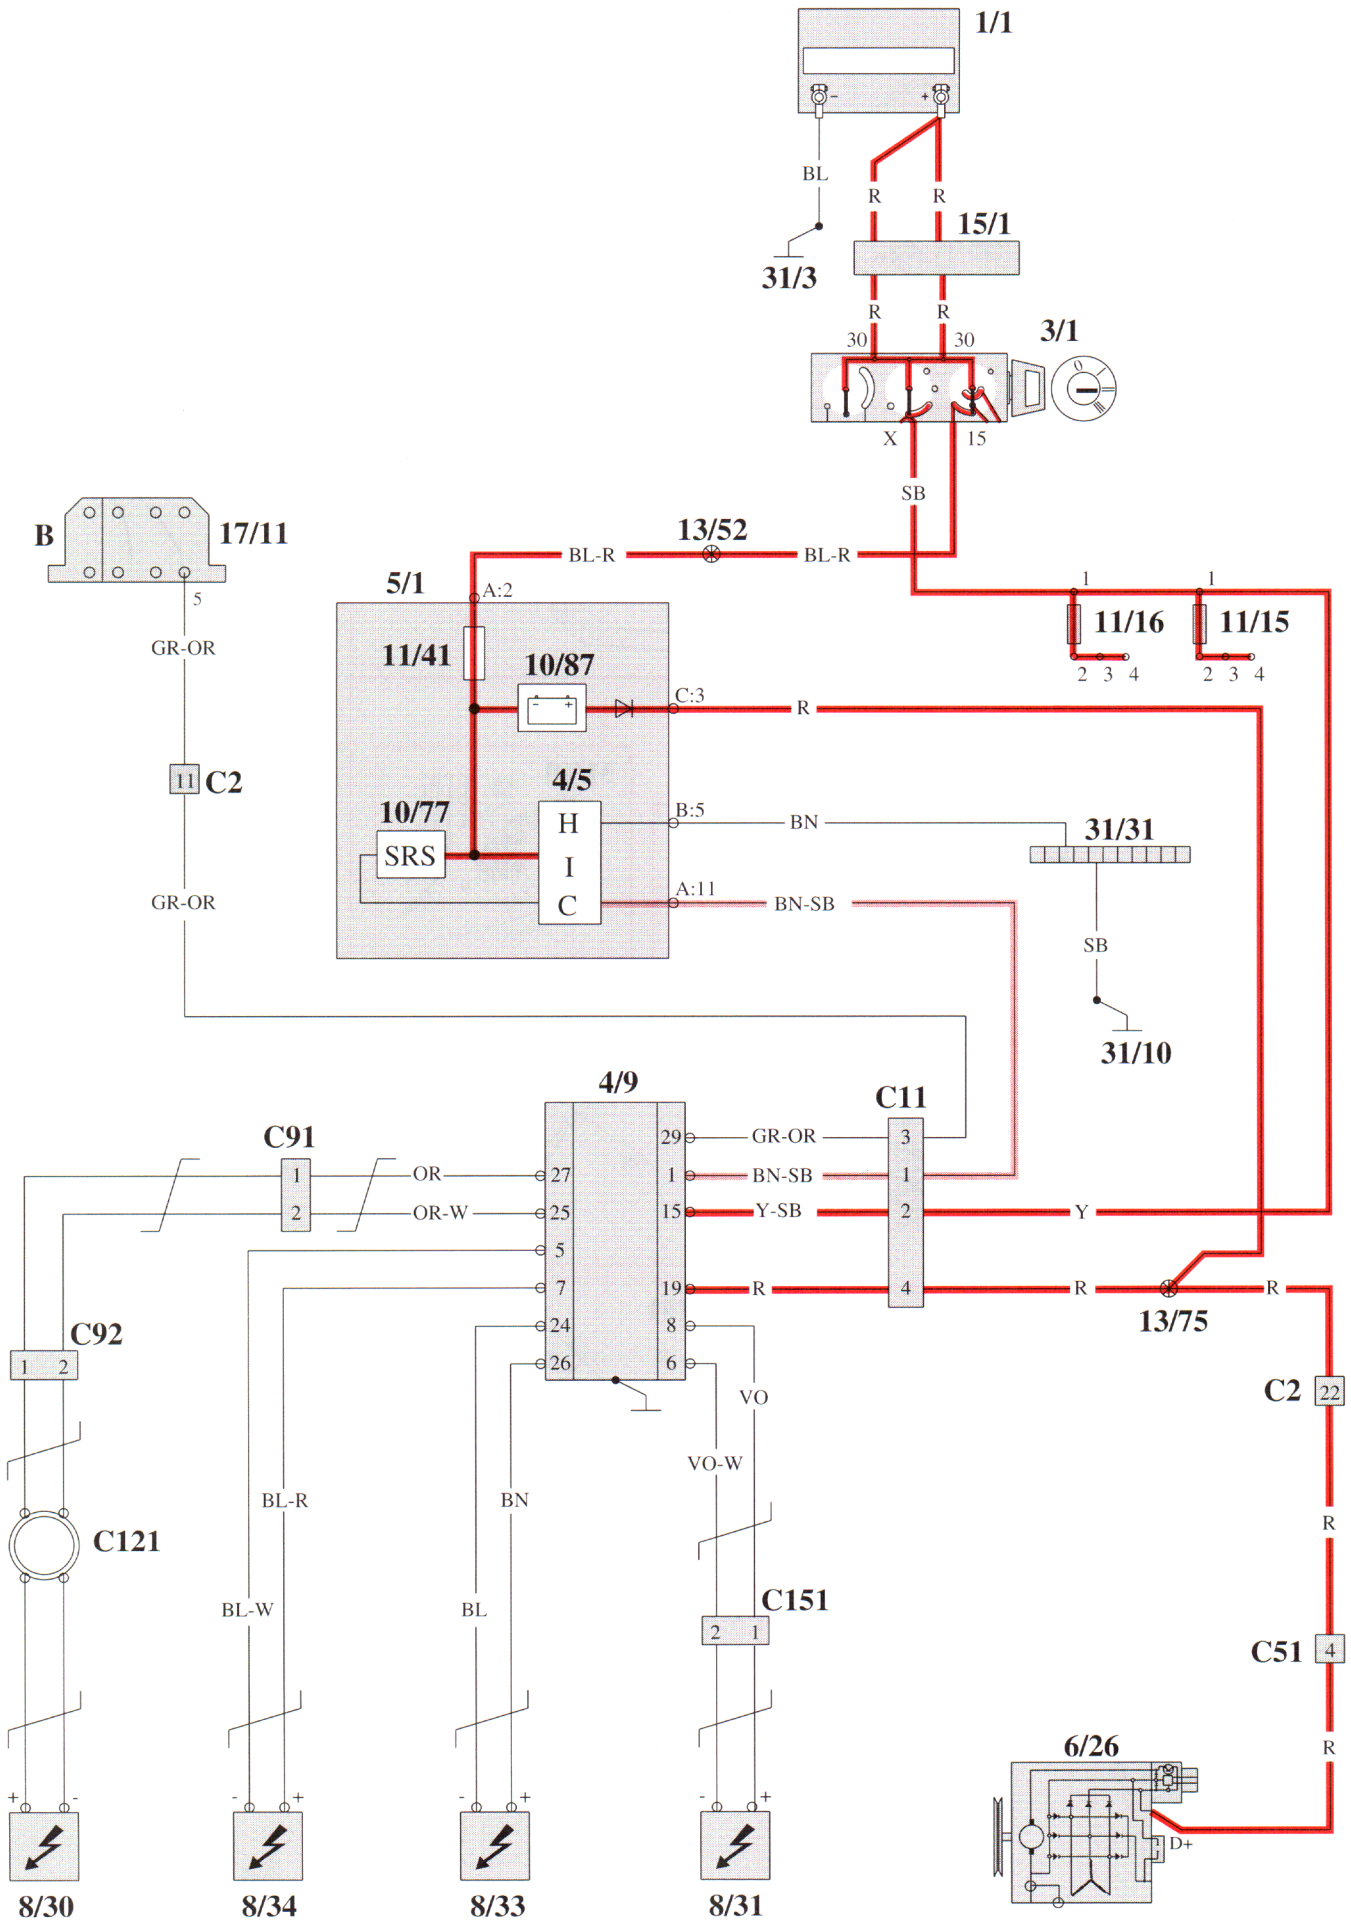 1/1
- +
BL R R
15/1
31/3
R R
30 30 3/1
0 I II III
X 15
SB
B 17/11
5
13/52
BL-R BL-R
5/1 A:2
1 1
11/16 11/15
2 3 4 2 3 4
GR-OR
11/41
10/87
- +
C:3
R
11 C2
4/5
10/77
SRS
H
I
C
B:5
BN
31/31
A:11
BN-SB
GR-OR
SB
31/10
4/9
C11
C91
29 GR-OR 3
1 OR 27 1 BN-SB 1
2 OR-W 25 15 Y-SB 2 Y
5
7 19 R 4 R R
13/75
24 8
26 6
C92
1 2
VO
C2 22
VO-W
BL-R BN
C121
R
BL-W BL
C151
2 1
C51 4
6/26
R
+ - - + - + - +
D+
8/30 8/34 8/33 8/31